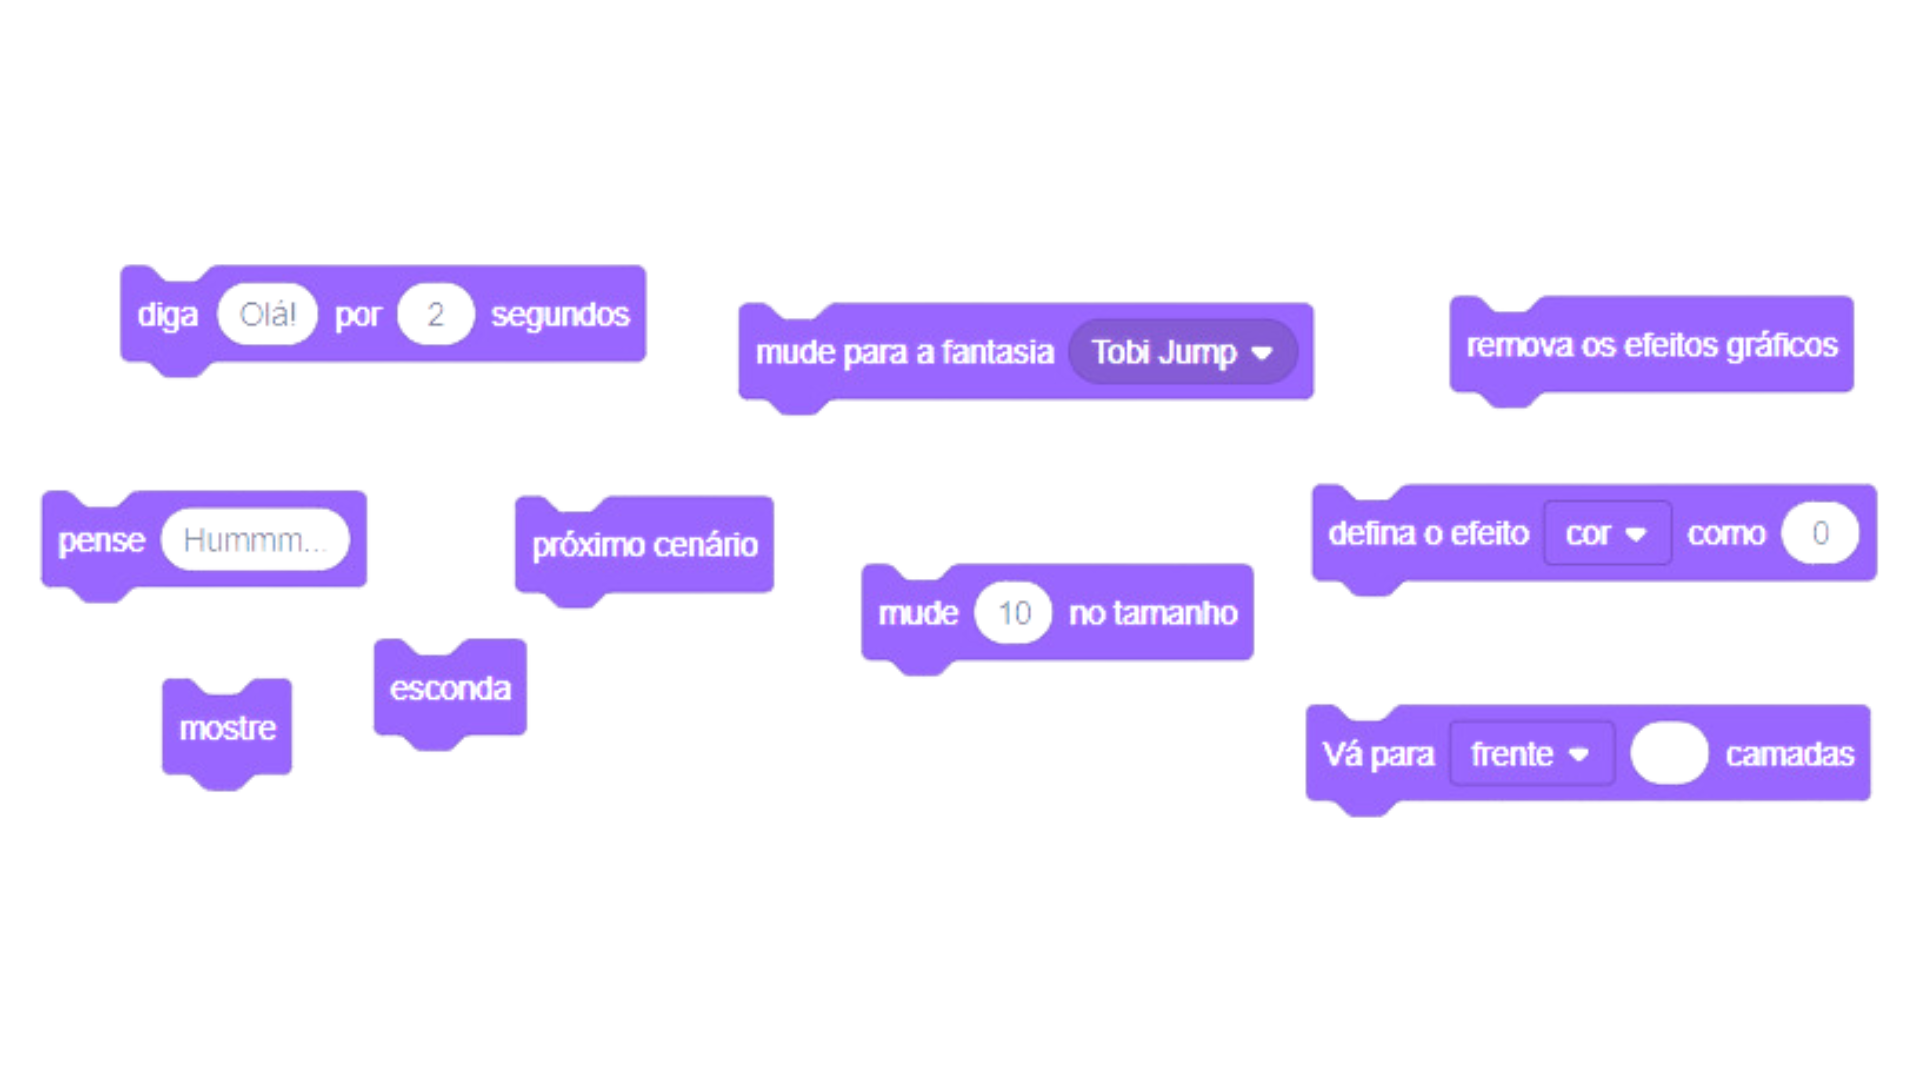 diga Olá! por 2 segundos
mude para a fantasia Tobi Jump
remova os efeitos gráficos
pense Hummm...
próximo cenário
defina o efeito cor como 0
mude 10 no tamanho
esconda
mostre
Vá para frente camadas